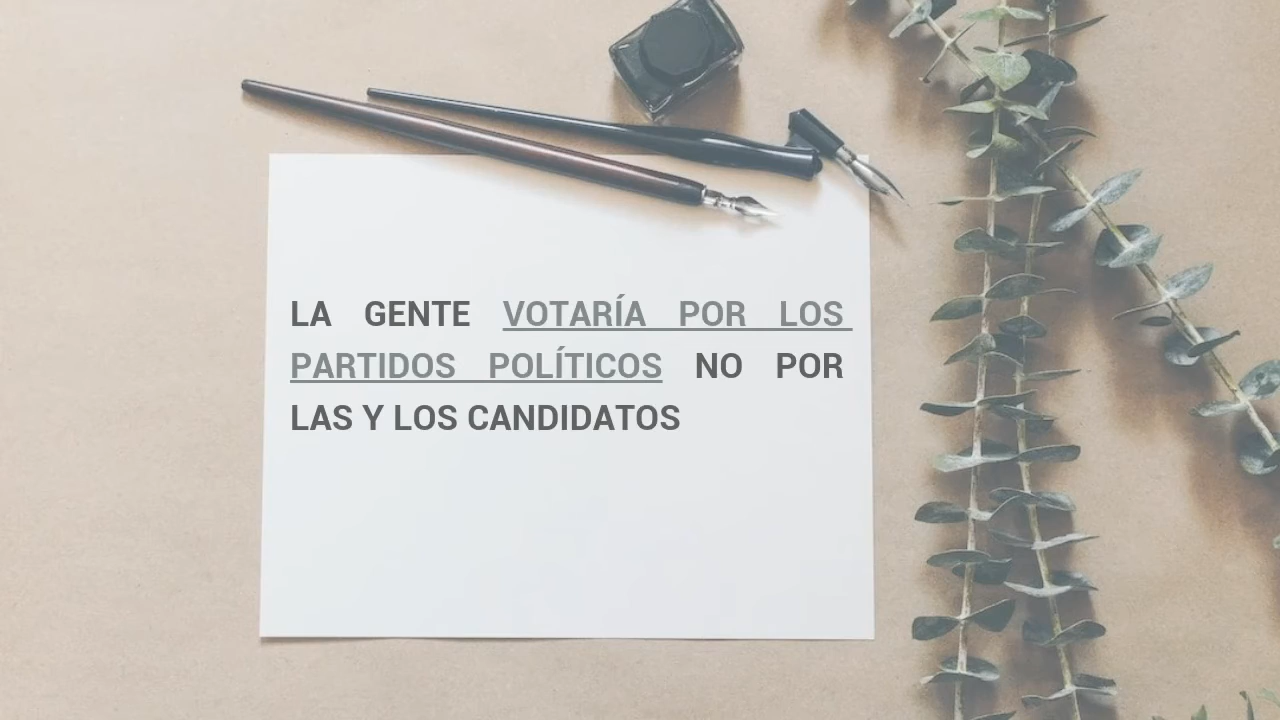 LA GENTE VOTARÍA POR LOS
PARTIDOS POLÍTICOS NO POR
LAS Y LOS CANDIDATOS